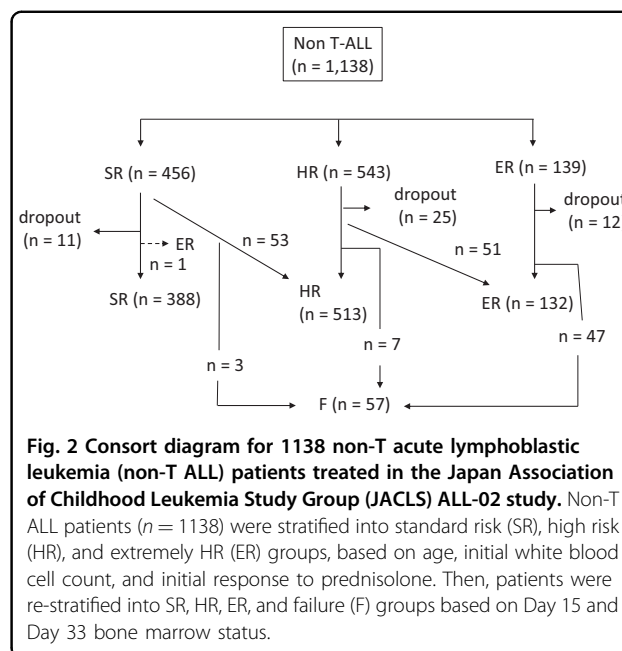 Non T-ALL
(n = 1,138)
SR (n = 456)
HR (n = 543)
ER (n = 139)
dropout
(n = 11)
ER
n = 1
n = 53
dropout
(n = 25)
n = 51
dropout
(n = 12
SR (n = 388)
HR
(n = 513)
ER (n = 132)
n = 3
n = 7
n = 47
F (n = 57)
Fig. 2 Consort diagram for 1138 non-T acute lymphoblastic
leukemia (non-T ALL) patients treated in the Japan Association
of Childhood Leukemia Study Group (JACLS) ALL-02 study. Non-T
ALL patients (n = 1138) were stratified into standard risk (SR), high risk
(HR), and extremely HR (ER) groups, based on age, initial white blood
cell count, and initial response to prednisolone. Then, patients were
re-stratified into SR, HR, ER, and failure (F) groups based on Day 15 and
Day 33 bone marrow status.